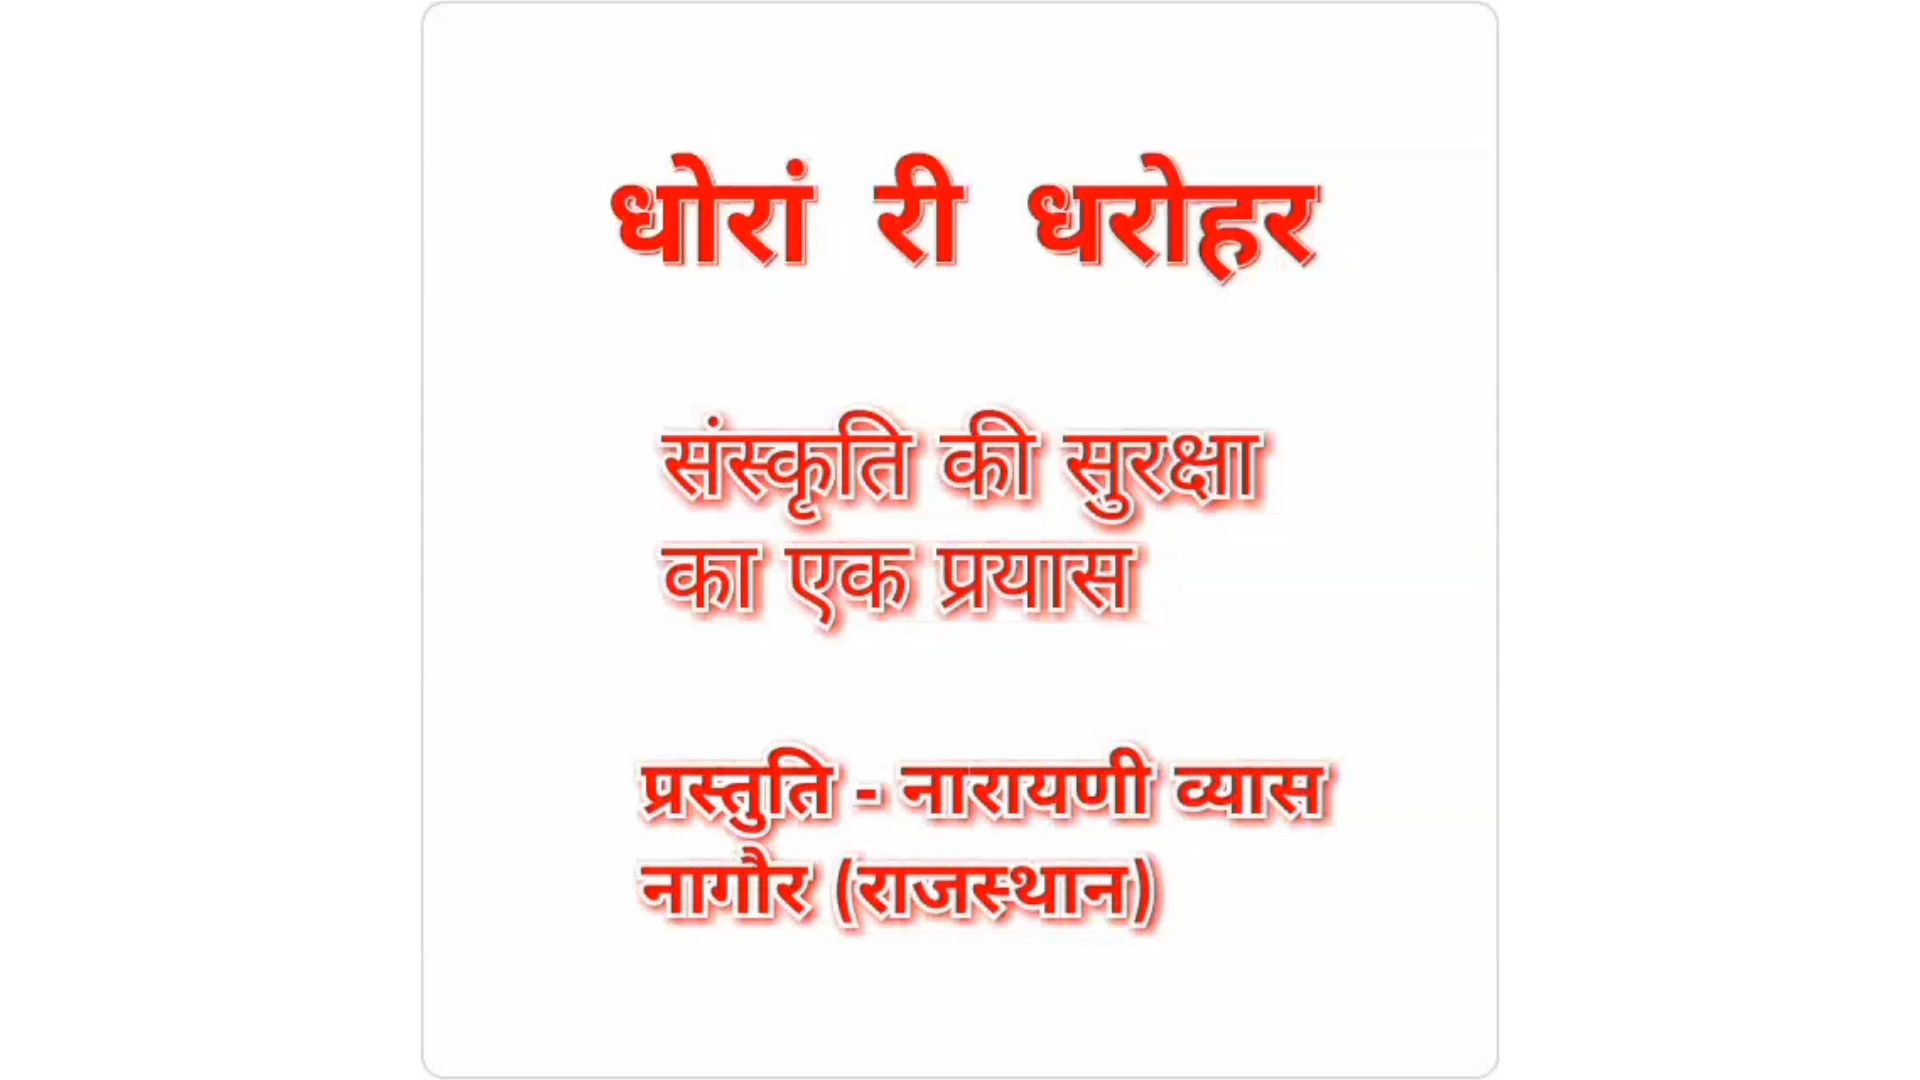 धोरां री धरोहर
संस्कृति की सुरक्षा
का एक प्रयास
प्रस्तुति - नारायणी व्यास
नागौर (राजस्थान)